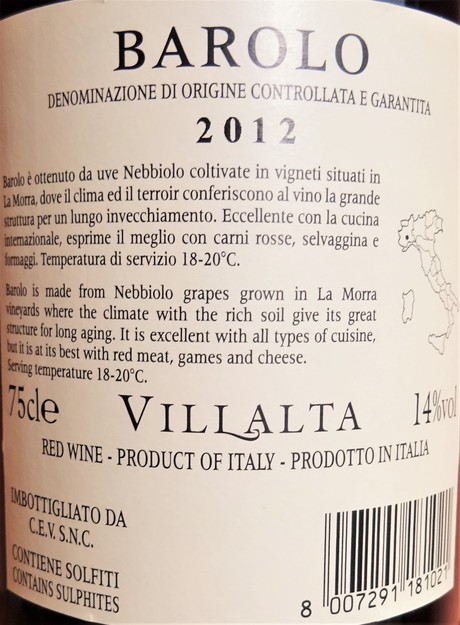 BAROLO
DENOMINAZIONE DI ORIGINE CONTROLLATA E GARANTITA
2012
Barolo è ottenuto da uve Nebbiolo coltivate in vigneti situati in
La Morra, dove il clima ed il terroir conferiscono al vino la grande
struttura per un lungo invecchiamento. Eccellente con la cucina
internazionale, esprime il meglio con carni rosse, selvaggina e
formaggi. Temperatura di servizio 18-20°C.
Barolo is made from Nebbiolo grapes grown in La Morra
vineyards where the climate with the rich soil give its great
structure for long aging. It is excellent with all types of cuisine,
but it is at its best with red meat, games and cheese.
Serving temperature 18-20°C.
75cle VILLALTA 14%vol
RED WINE - PRODUCT OF ITALY - PRODOTTO IN ITALIA
IMBOTTIGLIATO DA
C.E.V. S.N.C.
CONTIENE SOLFITI
CONTAINS SULPHITES
8 007291 181021